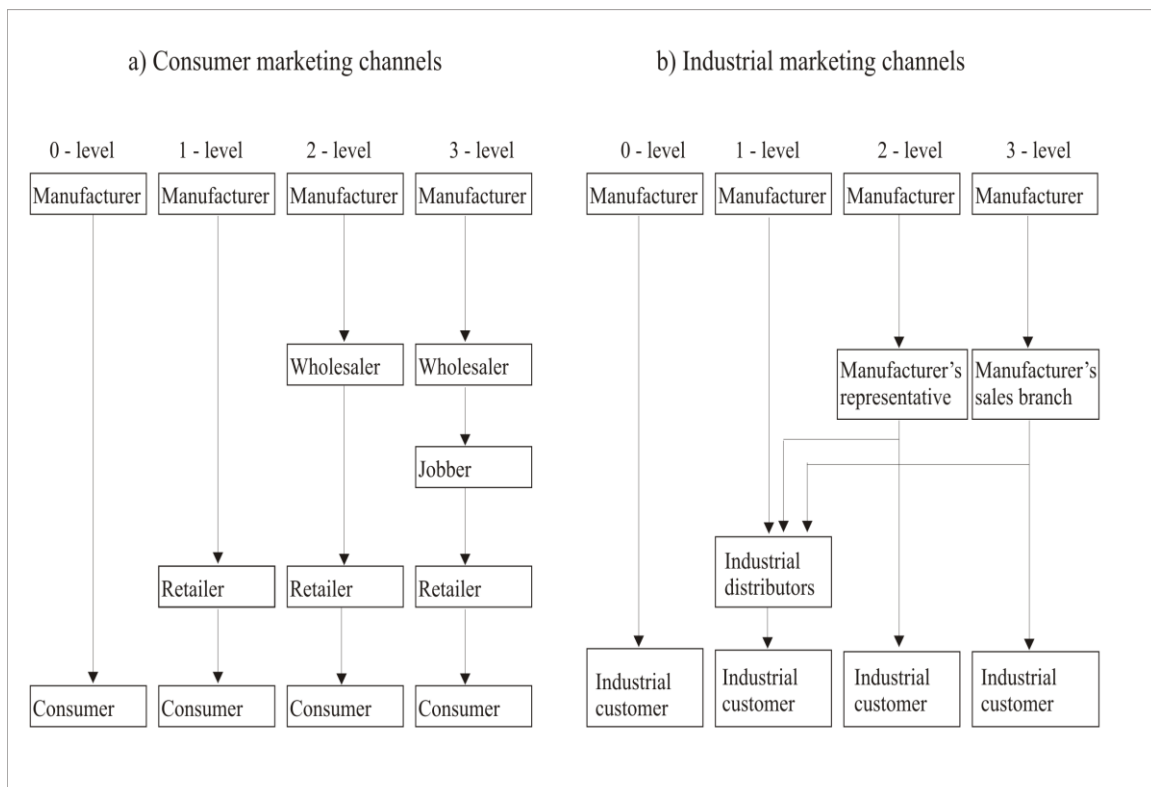 a) Consumer marketing channels
0 - level
1 - level
2 - level
3 - level
Manufacturer
Manufacturer
Manufacturer
Manufacturer
Wholesaler
Wholesaler
Jobber
Retailer
Retailer
Retailer
Consumer
Consumer
Consumer
Consumer
b) Industrial marketing channels
0 - level
1 - level
2 - level
3 - level
Manufacturer
Manufacturer
Manufacturer
Manufacturer
Manufacturer’s
representative
Manufacturer’s
sales branch
Industrial
distributors
Industrial
customer
Industrial
customer
Industrial
customer
Industrial
customer